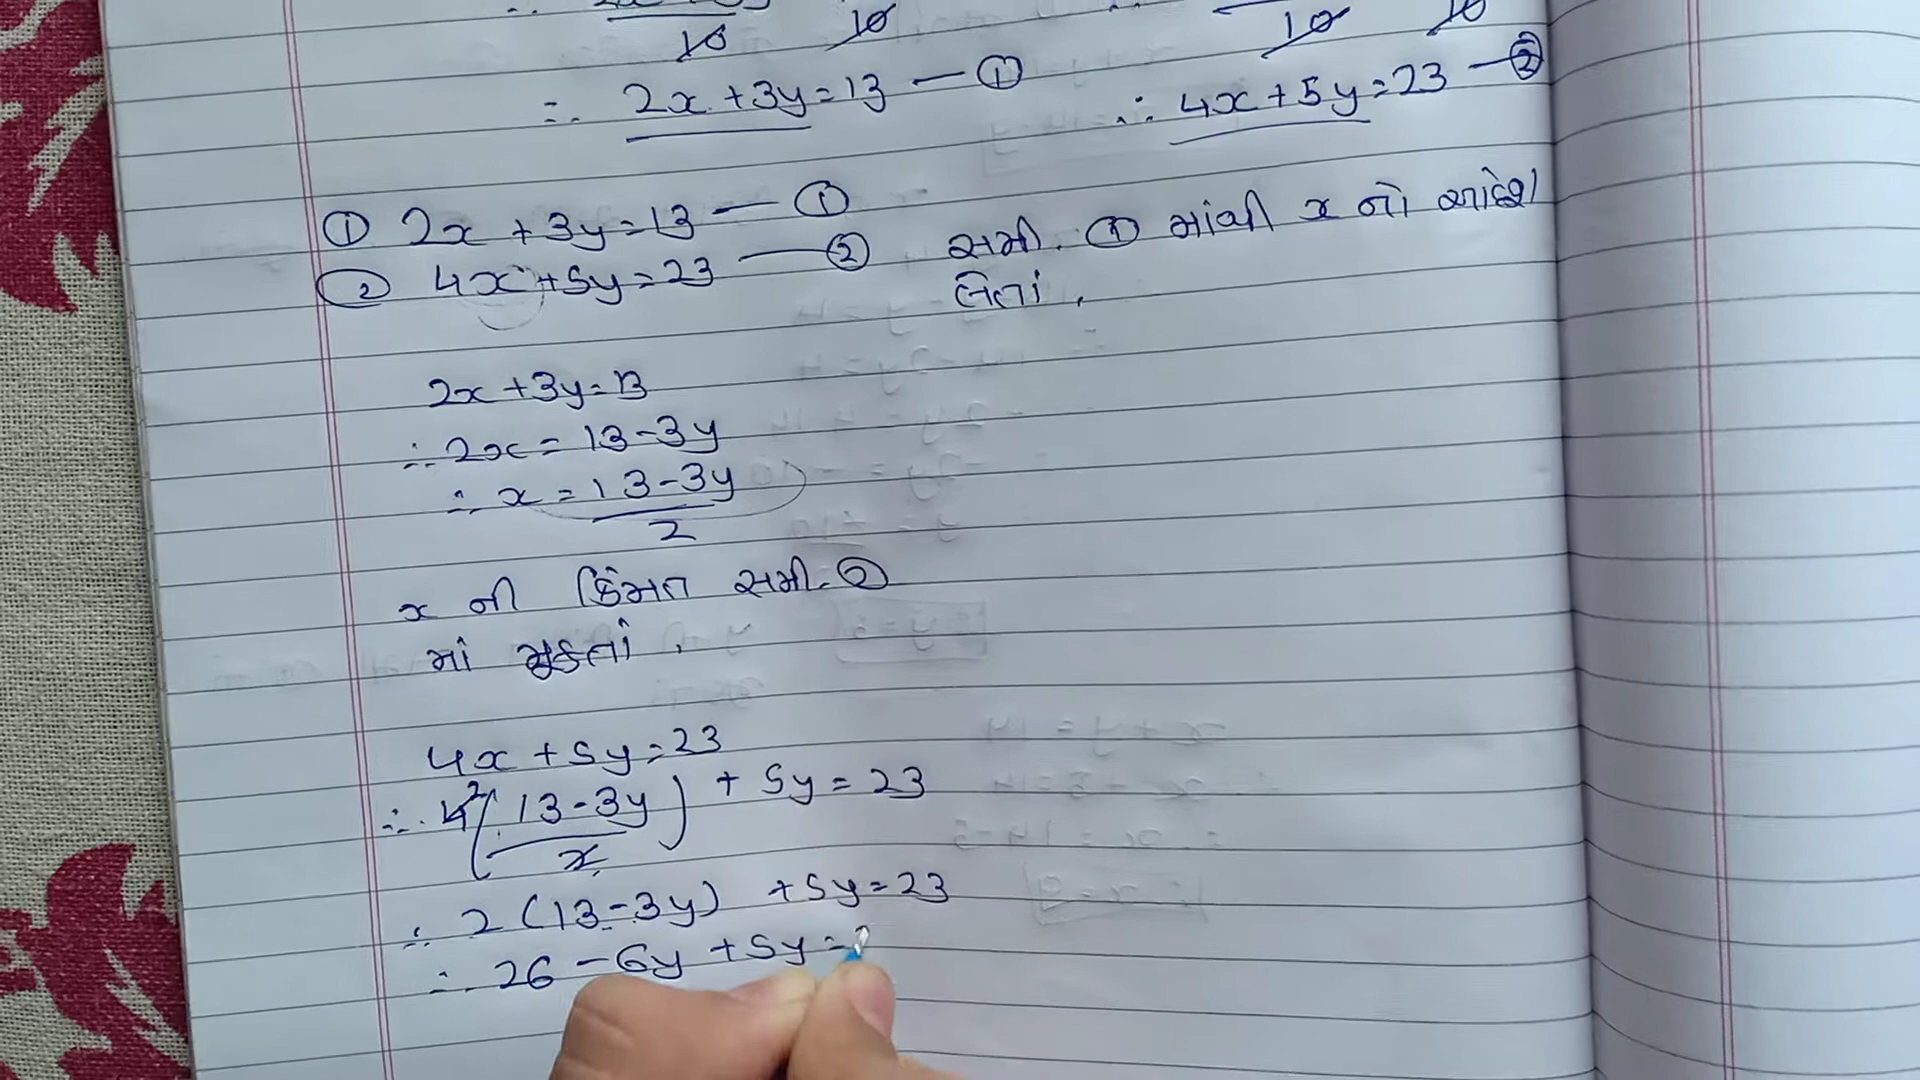 10 10 10 10
∴ 2x + 3y = 13 — ① ∴ 4x + 5y = 23 — ②
① 2x + 3y = 13 — ①
② 4x + 5y = 23 — ②
સમી. ① માંથી x નો આદેશ
લેતાં,
2x + 3y = 13
∴ 2x = 13 - 3y
∴ x = 13 - 3y
2
x ની કિંમત સમી. ②
માં મુકતાં,
4x + 5y = 23
∴ 4² ( 13 - 3y ) + 5y = 23
2
∴ 2 (13 - 3y) + 5y = 23
∴ 26 - 6y + 5y = 2